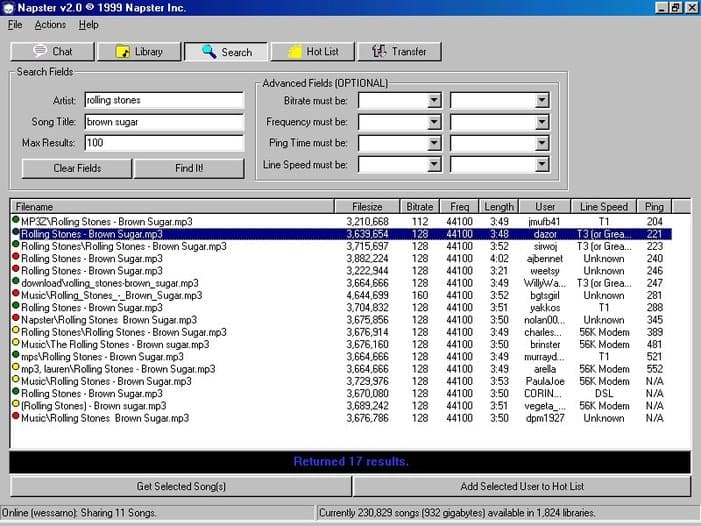 Napster v2.0 © 1999 Napster Inc.
File Actions Help
Chat Library Search Hot List Transfer
Search Fields
Artist: rolling stones
Song Title: brown sugar
Max Results: 100
Clear Fields Find It!
Advanced Fields (OPTIONAL)
Bitrate must be:
Frequency must be:
Ping Time must be:
Line Speed must be:
Filename Filesize Bitrate Freq Length User Line Speed Ping
MP3Z\Rolling Stones - Brown Sugar.mp3 3,210,668 112 44100 3:49 jmufb41 T1 204
Rolling Stones - Brown Sugar.mp3 3,639,654 128 44100 3:48 dazor T3 (or Grea... 221
Rolling Stones\Rolling Stones - Brown Sugar.mp3 3,715,697 128 44100 3:52 sirwoj T3 (or Grea... 223
Rolling Stones - Brown Sugar.mp3 3,882,224 128 44100 4:02 ajbennet Unknown 240
Rolling Stones - Brown Sugar.mp3 3,222,944 128 44100 3:21 weetsy Unknown 246
download\rolling_stones-brown_sugar.mp3 3,664,666 128 44100 3:49 WillyWa... T3 (or Grea... 247
Music\Rolling_Stones_-_Brown_Sugar.mp3 4,644,699 160 44100 3:52 bgtsgirl Unknown 281
Rolling Stones - Brown Sugar.mp3 3,704,832 128 44100 3:51 yakkos T1 288
Napster\Rolling Stones Brown Sugar.mp3 3,675,856 128 44100 3:50 nolan00... Unknown 345
Rolling Stones\Rolling Stones - Brown Sugar.mp3 3,676,914 128 44100 3:49 charles... 56K Modem 389
Music\The Rolling Stones - Brown Sugar.mp3 3,676,160 128 44100 3:50 brinster 56K Modem 481
mps\Rolling Stones - Brown Sugar.mp3 3,664,666 128 44100 3:49 murrayd... T1 521
mp3, lauren\Rolling Stones - Brown Sugar.mp3 3,664,666 128 44100 3:49 arella 56K Modem 552
Music\Rolling Stones - Brown Sugar.mp3 3,729,976 128 44100 3:53 PaulaJoe 56K Modem N/A
Rolling Stones - Brown Sugar.mp3 3,670,080 128 44100 3:50 CORIN... DSL N/A
(Rolling Stones) - Brown sugar.mp3 3,689,242 128 44100 3:51 vegeta_... 56K Modem N/A
Music\Rolling Stones Brown Sugar.mp3 3,676,786 128 44100 3:50 dpm1927 Unknown N/A
Returned 17 results.
Get Selected Song(s) Add Selected User to Hot List
Online (wessarno): Sharing 11 Songs. Currently 230,829 songs (932 gigabytes) available in 1,824 libraries.